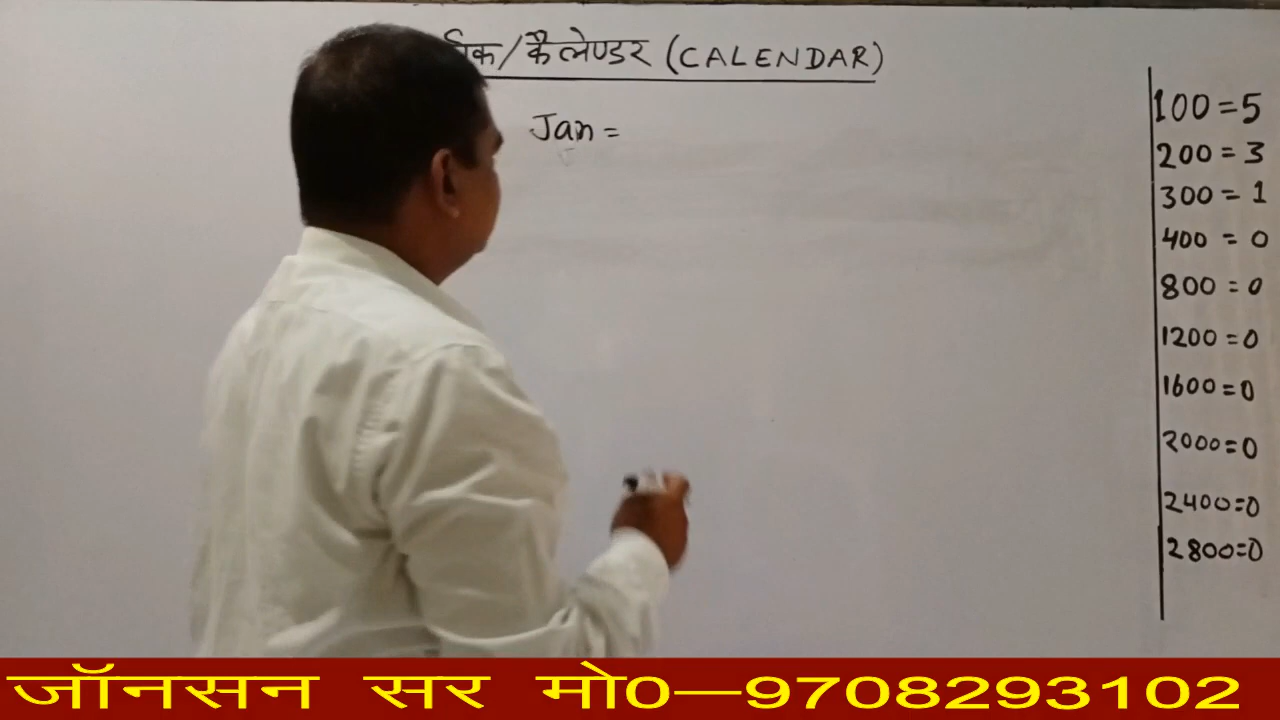 /कैलेण्डर (CALENDAR)
Jan =
100 = 5
200 = 3
300 = 1
400 = 0
800 = 0
1200 = 0
1600 = 0
2000 = 0
2400 = 0
2800 = 0
जॉनसन सर मो0—9708293102